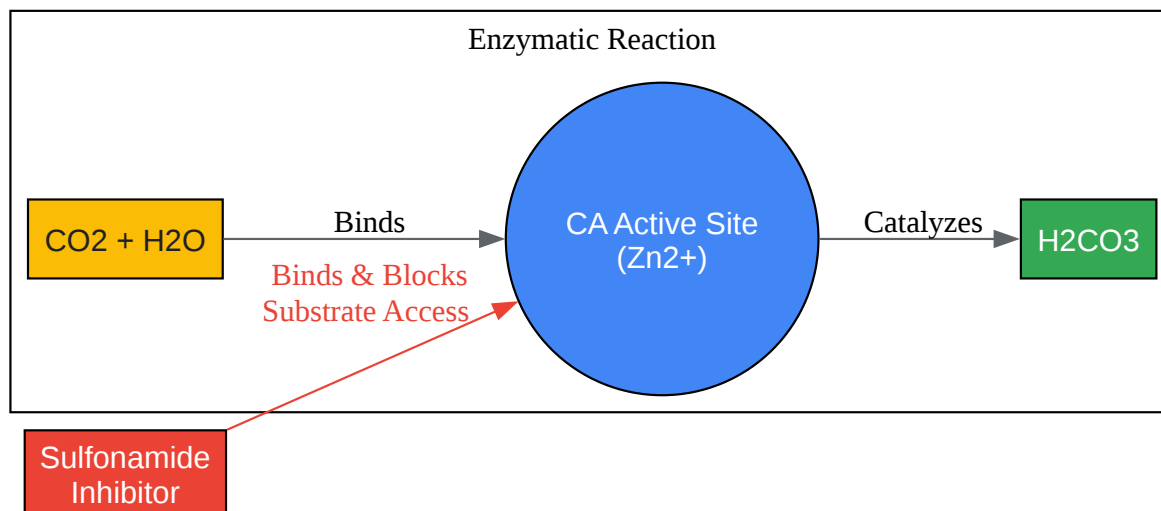 Enzymatic Reaction
CO2 + H2O
Binds
CA Active Site
(Zn2+)
Catalyzes
H2CO3
Binds & Blocks
Substrate Access
Sulfonamide
Inhibitor